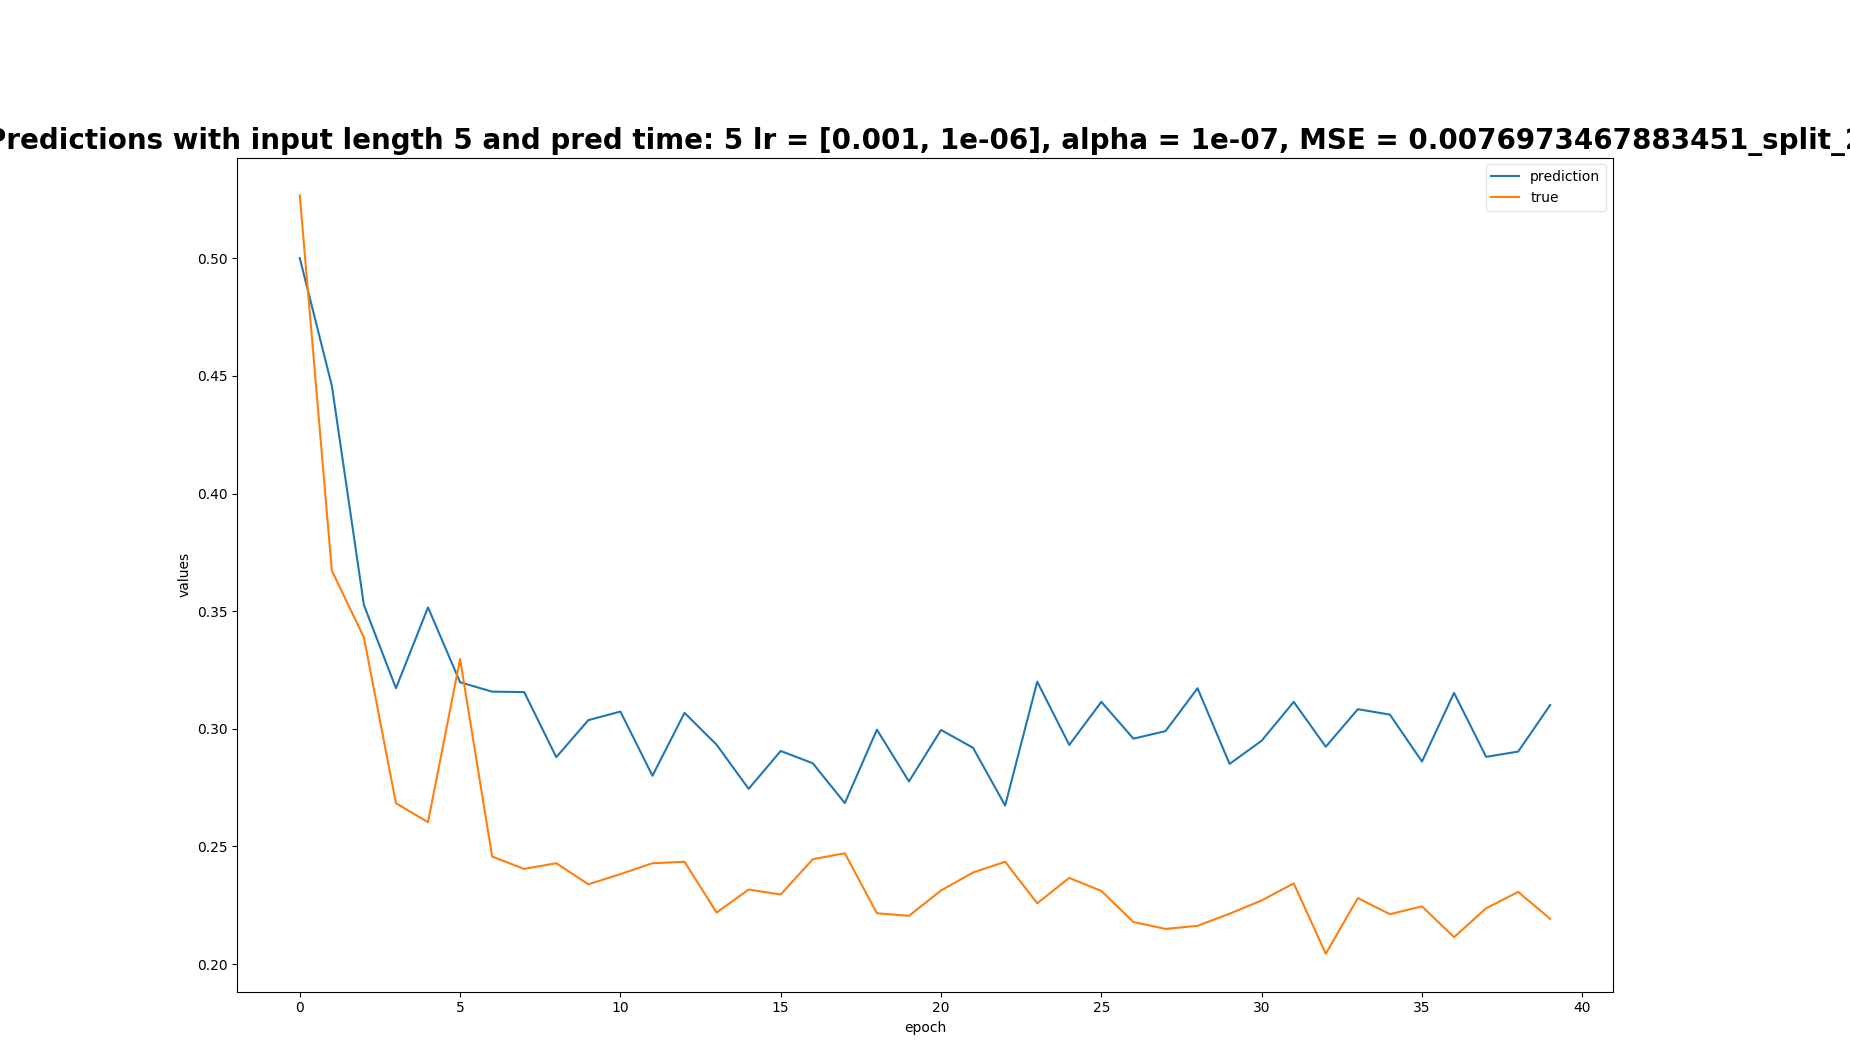 Predictions with input length 5 and pred time: 5 lr = [0.001, 1e-06], alpha = 1e-07, MSE = 0.0076973467883451_split_2
prediction
true
0.50
0.45
0.40
0.35
0.30
0.25
0.20
values
0 5 10 15 20 25 30 35 40
epoch